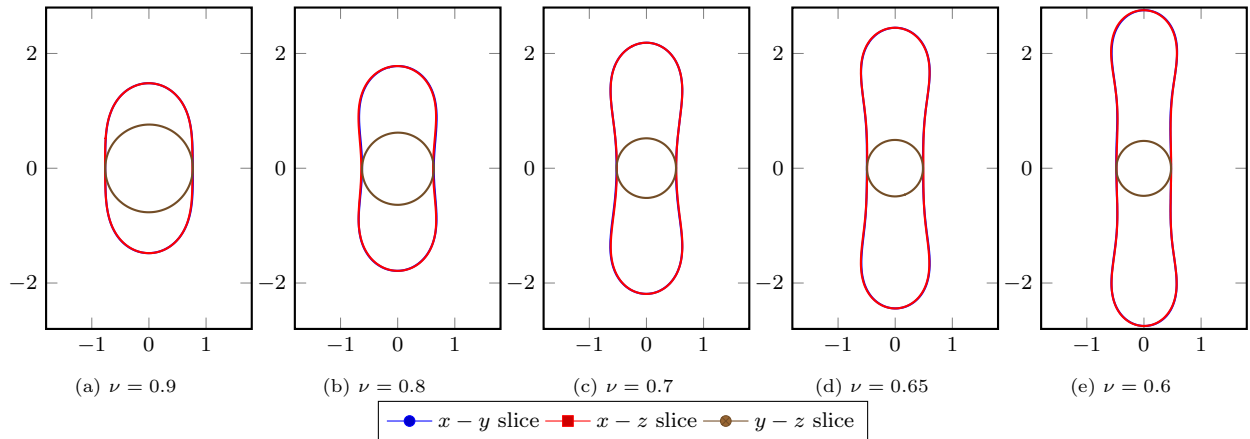 2 2 2 2 2
0 0 0 0 0
−2 −2 −2 −2 −2
−1 0 1 −1 0 1 −1 0 1 −1 0 1 −1 0 1
(a) ν = 0.9 (b) ν = 0.8 (c) ν = 0.7 (d) ν = 0.65 (e) ν = 0.6
x − y slice x − z slice y − z slice